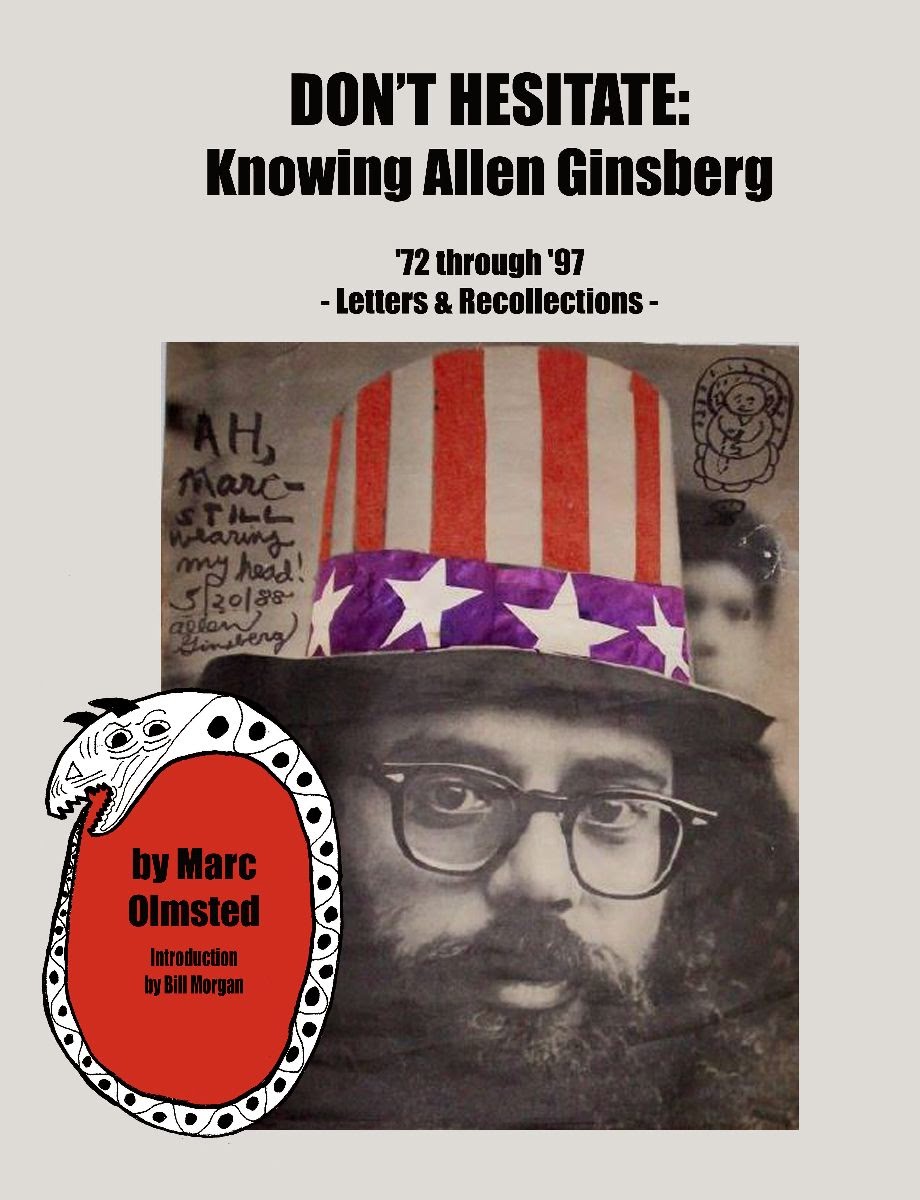 DON'T HESITATE:
Knowing Allen Ginsberg
'72 through '97
- Letters & Recollections -
AH,
Marc-
STILL
wearing
my head!
5/20/88
Allen
Ginsberg
by Marc
Olmsted
Introduction
by Bill Morgan